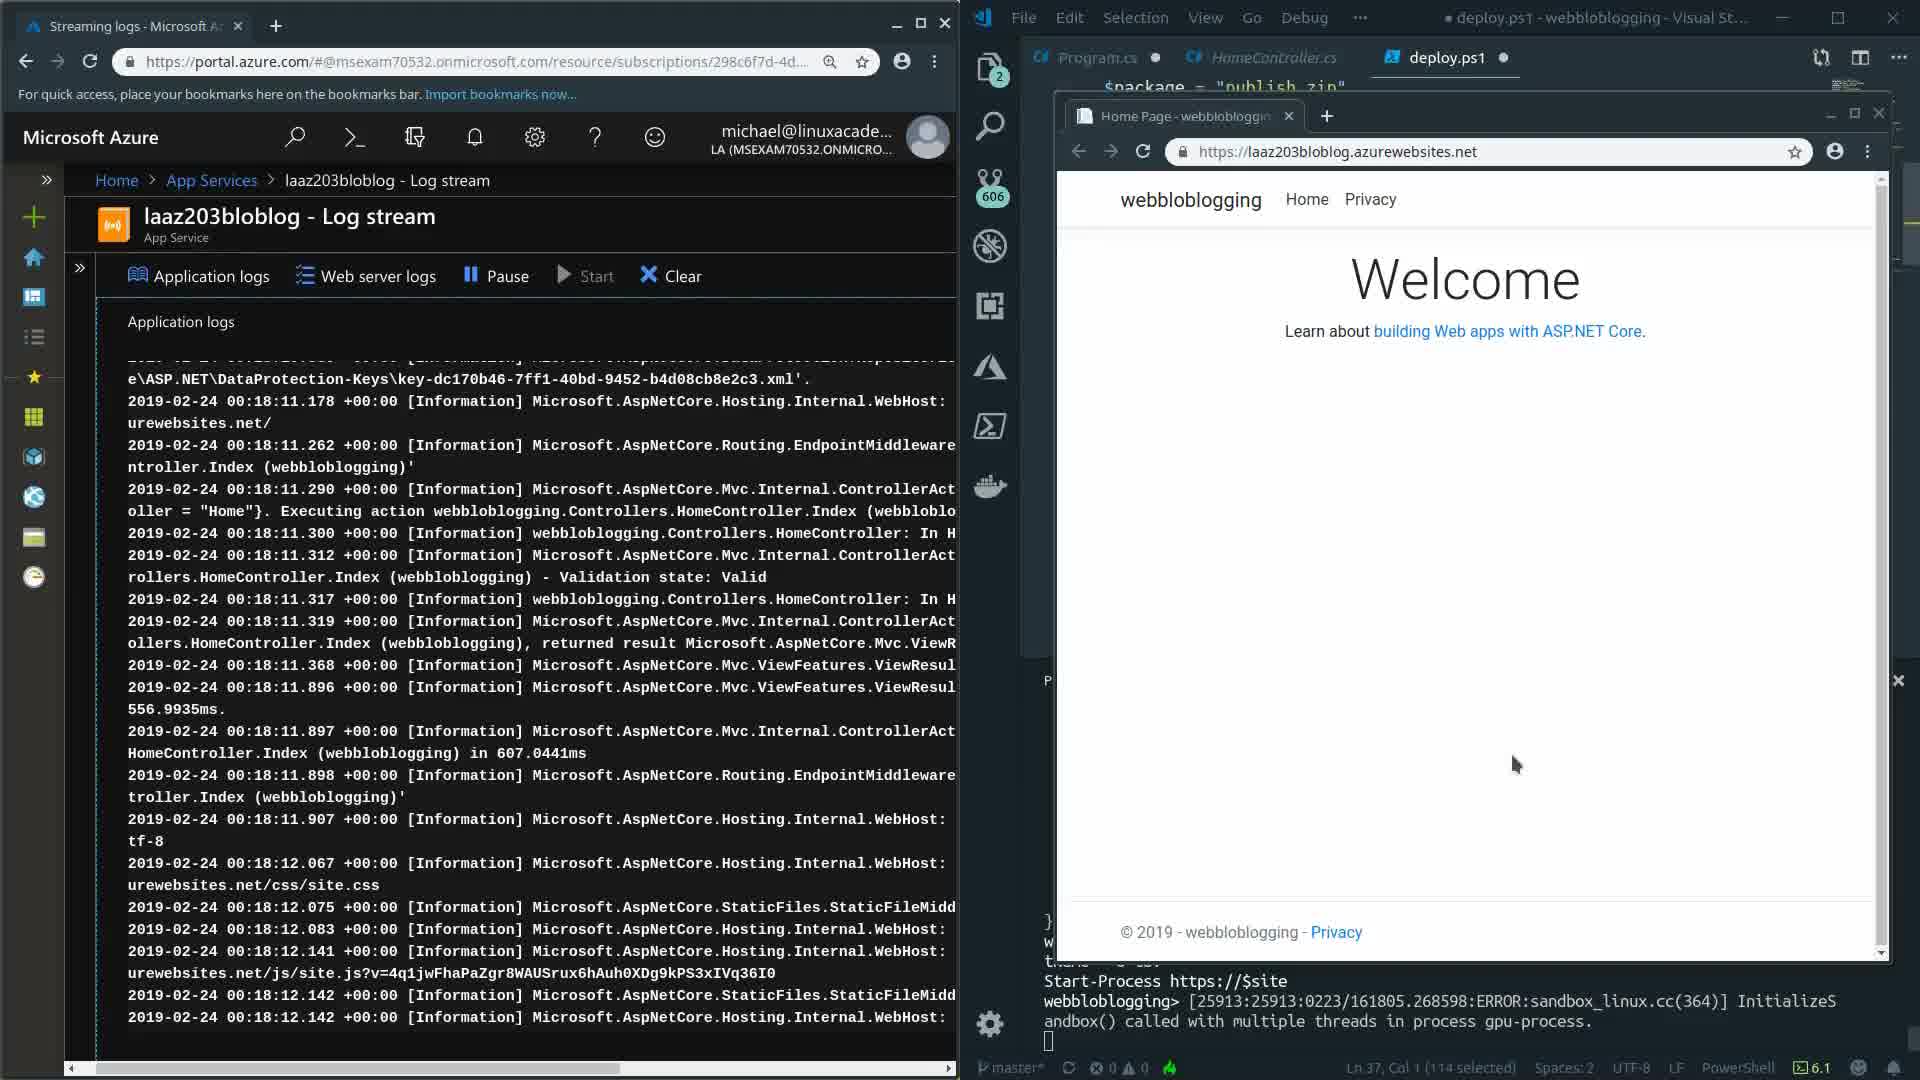 Streaming logs - Microsoft Az
https://portal.azure.com/#@msexam70532.onmicrosoft.com/resource/subscriptions/298c6f7d-4d...
For quick access, place your bookmarks here on the bookmarks bar. Import bookmarks now...
Microsoft Azure
michael@linuxacade...
LA (MSEXAM70532.ONMICRO...
Home > App Services > laaz203bloblog - Log stream
laaz203bloblog - Log stream
App Service
Application logs
Web server logs
Pause
Start
Clear
Application logs
e\ASP.NET\DataProtection-Keys\key-dc170b46-7ff1-40bd-9452-b4d08cb8e2c3.xml'.
2019-02-24 00:18:11.178 +00:00 [Information] Microsoft.AspNetCore.Hosting.Internal.WebHost:
urewebsites.net/
2019-02-24 00:18:11.262 +00:00 [Information] Microsoft.AspNetCore.Routing.EndpointMiddleware
ntroller.Index (webbloblogging)'
2019-02-24 00:18:11.290 +00:00 [Information] Microsoft.AspNetCore.Mvc.Internal.ControllerAct
oller = "Home"}. Executing action webbloblogging.Controllers.HomeController.Index (webbloblo
2019-02-24 00:18:11.300 +00:00 [Information] webbloblogging.Controllers.HomeController: In H
2019-02-24 00:18:11.312 +00:00 [Information] Microsoft.AspNetCore.Mvc.Internal.ControllerAct
rollers.HomeController.Index (webbloblogging) - Validation state: Valid
2019-02-24 00:18:11.317 +00:00 [Information] webbloblogging.Controllers.HomeController: In H
2019-02-24 00:18:11.319 +00:00 [Information] Microsoft.AspNetCore.Mvc.Internal.ControllerAct
ollers.HomeController.Index (webbloblogging), returned result Microsoft.AspNetCore.Mvc.ViewR
2019-02-24 00:18:11.368 +00:00 [Information] Microsoft.AspNetCore.Mvc.ViewFeatures.ViewResul
2019-02-24 00:18:11.896 +00:00 [Information] Microsoft.AspNetCore.Mvc.ViewFeatures.ViewResul
556.9935ms.
2019-02-24 00:18:11.897 +00:00 [Information] Microsoft.AspNetCore.Mvc.Internal.ControllerAct
HomeController.Index (webbloblogging) in 607.0441ms
2019-02-24 00:18:11.898 +00:00 [Information] Microsoft.AspNetCore.Routing.EndpointMiddleware
troller.Index (webbloblogging)'
2019-02-24 00:18:11.907 +00:00 [Information] Microsoft.AspNetCore.Hosting.Internal.WebHost:
tf-8
2019-02-24 00:18:12.067 +00:00 [Information] Microsoft.AspNetCore.Hosting.Internal.WebHost:
urewebsites.net/css/site.css
2019-02-24 00:18:12.075 +00:00 [Information] Microsoft.AspNetCore.StaticFiles.StaticFileMidd
2019-02-24 00:18:12.083 +00:00 [Information] Microsoft.AspNetCore.Hosting.Internal.WebHost:
2019-02-24 00:18:12.141 +00:00 [Information] Microsoft.AspNetCore.Hosting.Internal.WebHost:
urewebsites.net/js/site.js?v=4q1jwFhaPaZgr8WAUSrux6hAuh0XDg9kPS3xIVq36I0
2019-02-24 00:18:12.142 +00:00 [Information] Microsoft.AspNetCore.StaticFiles.StaticFileMidd
2019-02-24 00:18:12.142 +00:00 [Information] Microsoft.AspNetCore.Hosting.Internal.WebHost:
File Edit Selection View Go Debug ··· ● deploy.ps1 - webbloblogging - Visual St...
Program.cs
HomeController.cs
deploy.ps1
$package = "publish.zip"
2
606
Home Page - webbloblogging
https://laaz203bloblog.azurewebsites.net
webbloblogging Home Privacy
Welcome
Learn about building Web apps with ASP.NET Core.
© 2019 - webbloblogging - Privacy
P
}
w
Start-Process https://$site
webbloblogging> [25913:25913:0223/161805.268598:ERROR:sandbox_linux.cc(364)] InitializeS
andbox() called with multiple threads in process gpu-process.
master* 0 0 Ln 37, Col 1 (114 selected) Spaces: 2 UTF-8 LF PowerShell 6.1